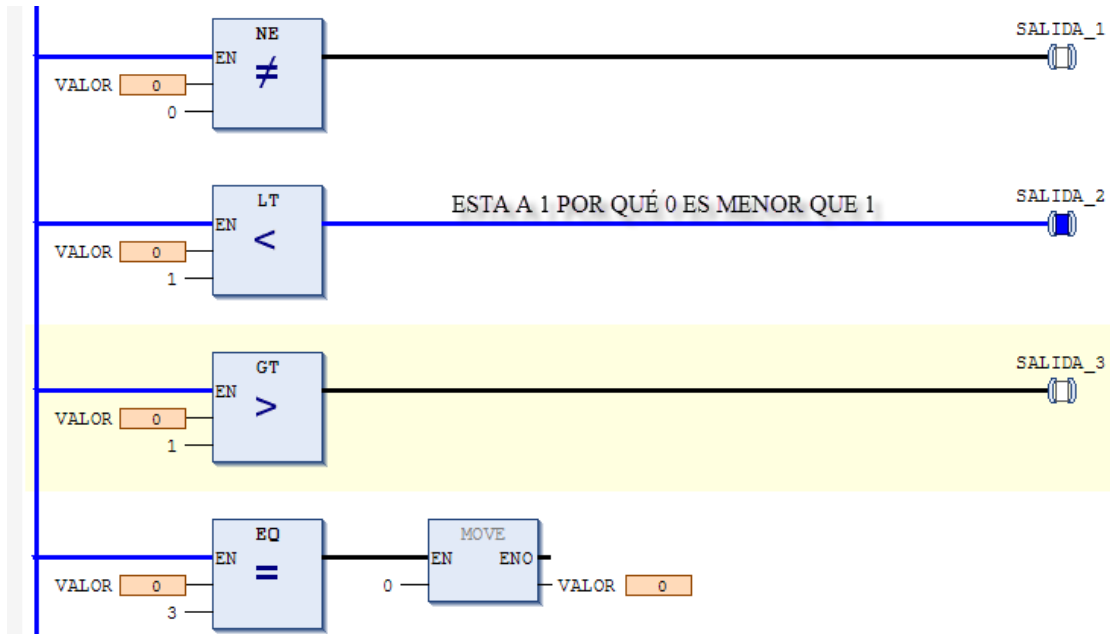 NE
SALIDA_1
EN
≠
VALOR 0
0
LT
SALIDA_2
ESTA A 1 POR QUÉ 0 ES MENOR QUE 1
EN
<
VALOR 0
1
GT
SALIDA_3
EN
>
VALOR 0
1
EQ
MOVE
EN
=
EN ENO
VALOR 0
0
VALOR 0
3